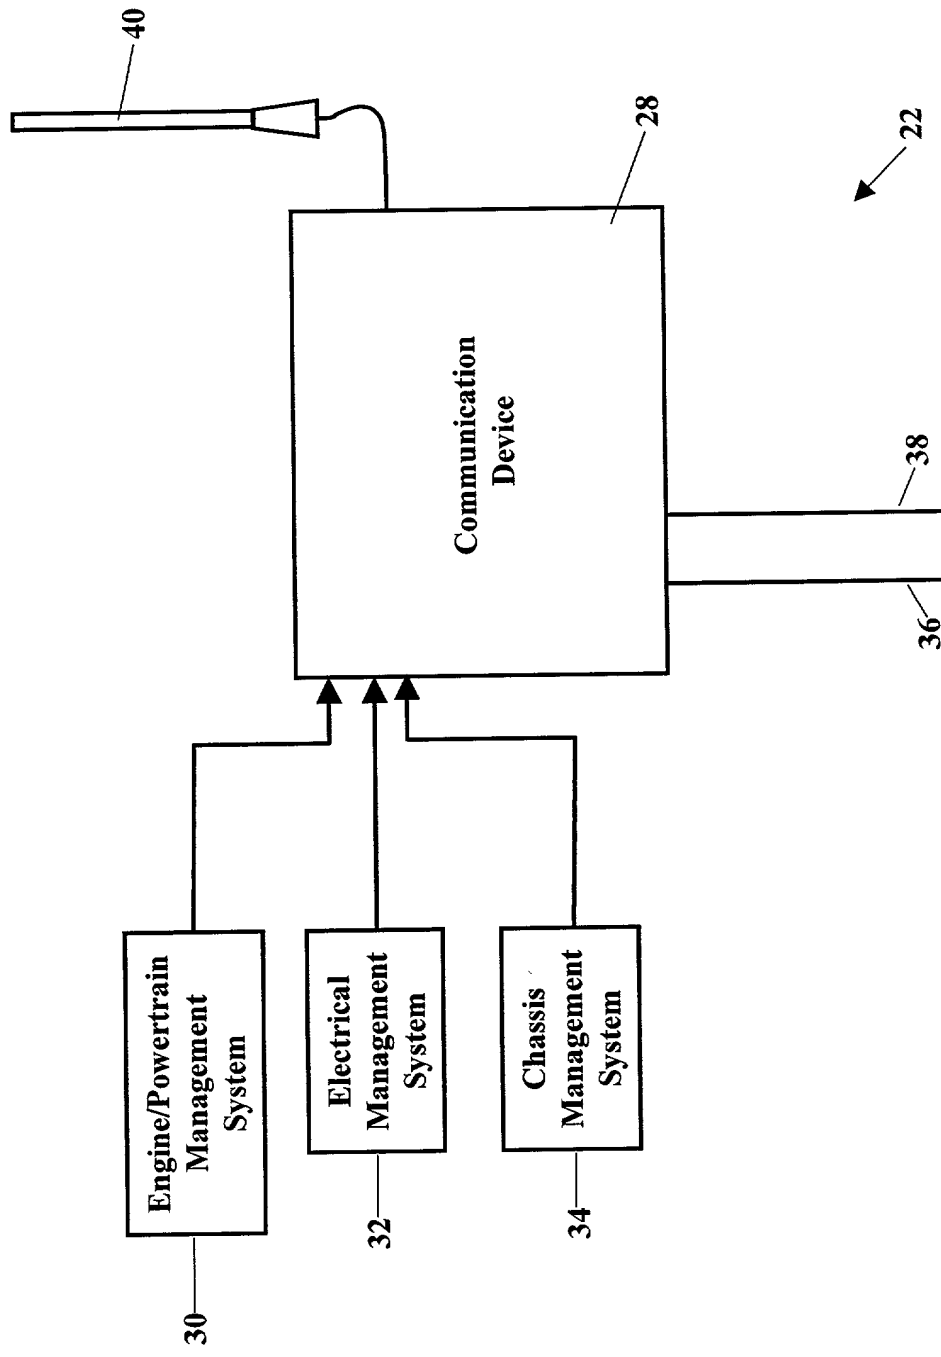 40
28
22
Communication
Device
38
36
Engine/Powertrain
Management
System
30
Electrical
Management
System
32
Chassis
Management
System
34